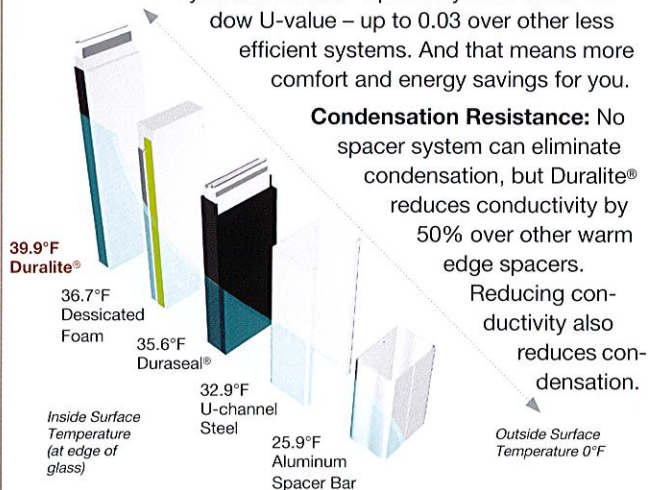 dow U-value – up to 0.03 over other less
efficient systems. And that means more
comfort and energy savings for you.
Condensation Resistance: No
spacer system can eliminate
condensation, but Duralite®
reduces conductivity by
50% over other warm
edge spacers.
Reducing con-
ductivity also
reduces con-
densation.
39.9°F
Duralite®
36.7°F
Dessicated
Foam
35.6°F
Duraseal®
32.9°F
U-channel
Steel
25.9°F
Aluminum
Spacer Bar
Inside Surface
Temperature
(at edge of
glass)
Outside Surface
Temperature 0°F